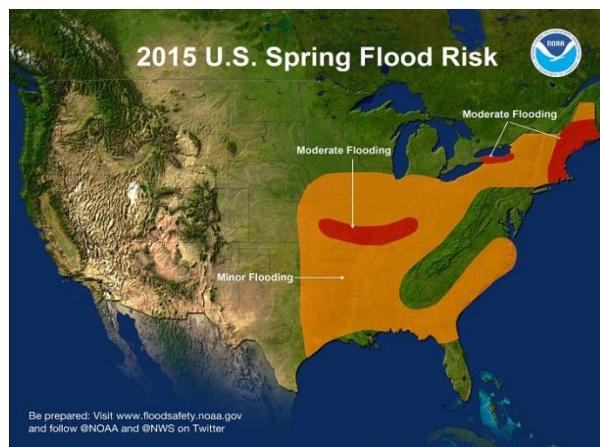 2015 U.S. Spring Flood Risk
NOAA
Moderate Flooding
Moderate Flooding
Minor Flooding
Be prepared: Visit www.floodsafety.noaa.gov
and follow @NOAA and @NWS on Twitter